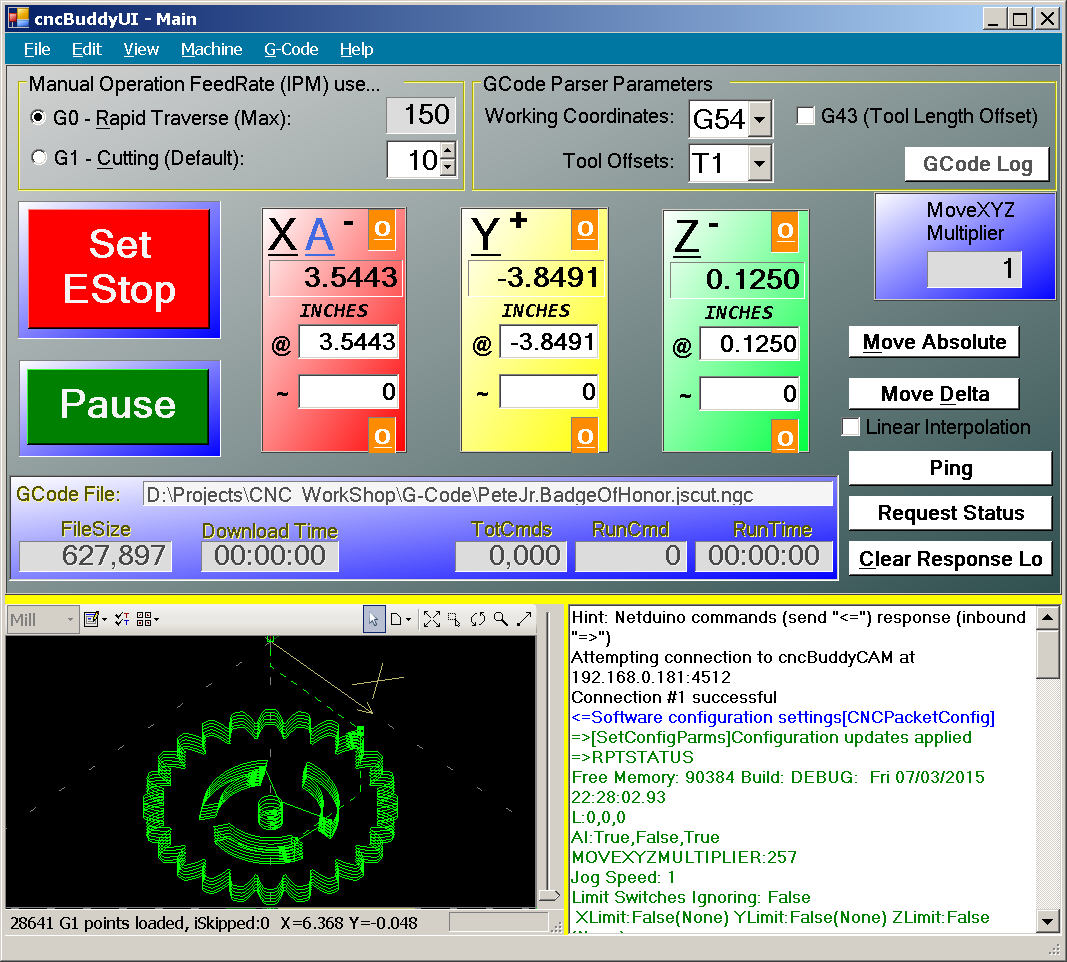 cncBuddyUI - Main
File Edit View Machine G-Code Help
Manual Operation FeedRate (IPM) use...
G0 - Rapid Traverse (Max): 150
G1 - Cutting (Default): 10
GCode Parser Parameters
Working Coordinates: G54 G43 (Tool Length Offset)
Tool Offsets: T1
GCode Log
Set
EStop
Pause
X A - O
3.5443
INCHES
@ 3.5443
~ 0
O
Y + O
-3.8491
INCHES
@ -3.8491
~ 0
O
Z - O
0.1250
INCHES
@ 0.1250
~ 0
O
MoveXYZ
Multiplier
1
Move Absolute
Move Delta
Linear Interpolation
Ping
Request Status
Clear Response Lo
GCode File: D:\Projects\CNC WorkShop\G-Code\PeteJr.BadgeOfHonor.jscut.ngc
FileSize Download Time TotCmds RunCmd RunTime
627,897 00:00:00 0,000 0 00:00:00
Mill
X
28641 G1 points loaded, iSkipped:0 X=6.368 Y=-0.048
Hint: Netduino commands (send "<=") response (inbound
"=>")
Attempting connection to cncBuddyCAM at
192.168.0.181:4512
Connection #1 successful
<=Software configuration settings[CNCPacketConfig]
=>[SetConfigParms]Configuration updates applied
=>RPTSTATUS
Free Memory: 90384 Build: DEBUG: Fri 07/03/2015
22:28:02.93
L:0,0,0
AI:True,False,True
MOVEXYZMULTIPLIER:257
Jog Speed: 1
Limit Switches Ignoring: False
XLimit:False(None) YLimit:False(None) ZLimit:False